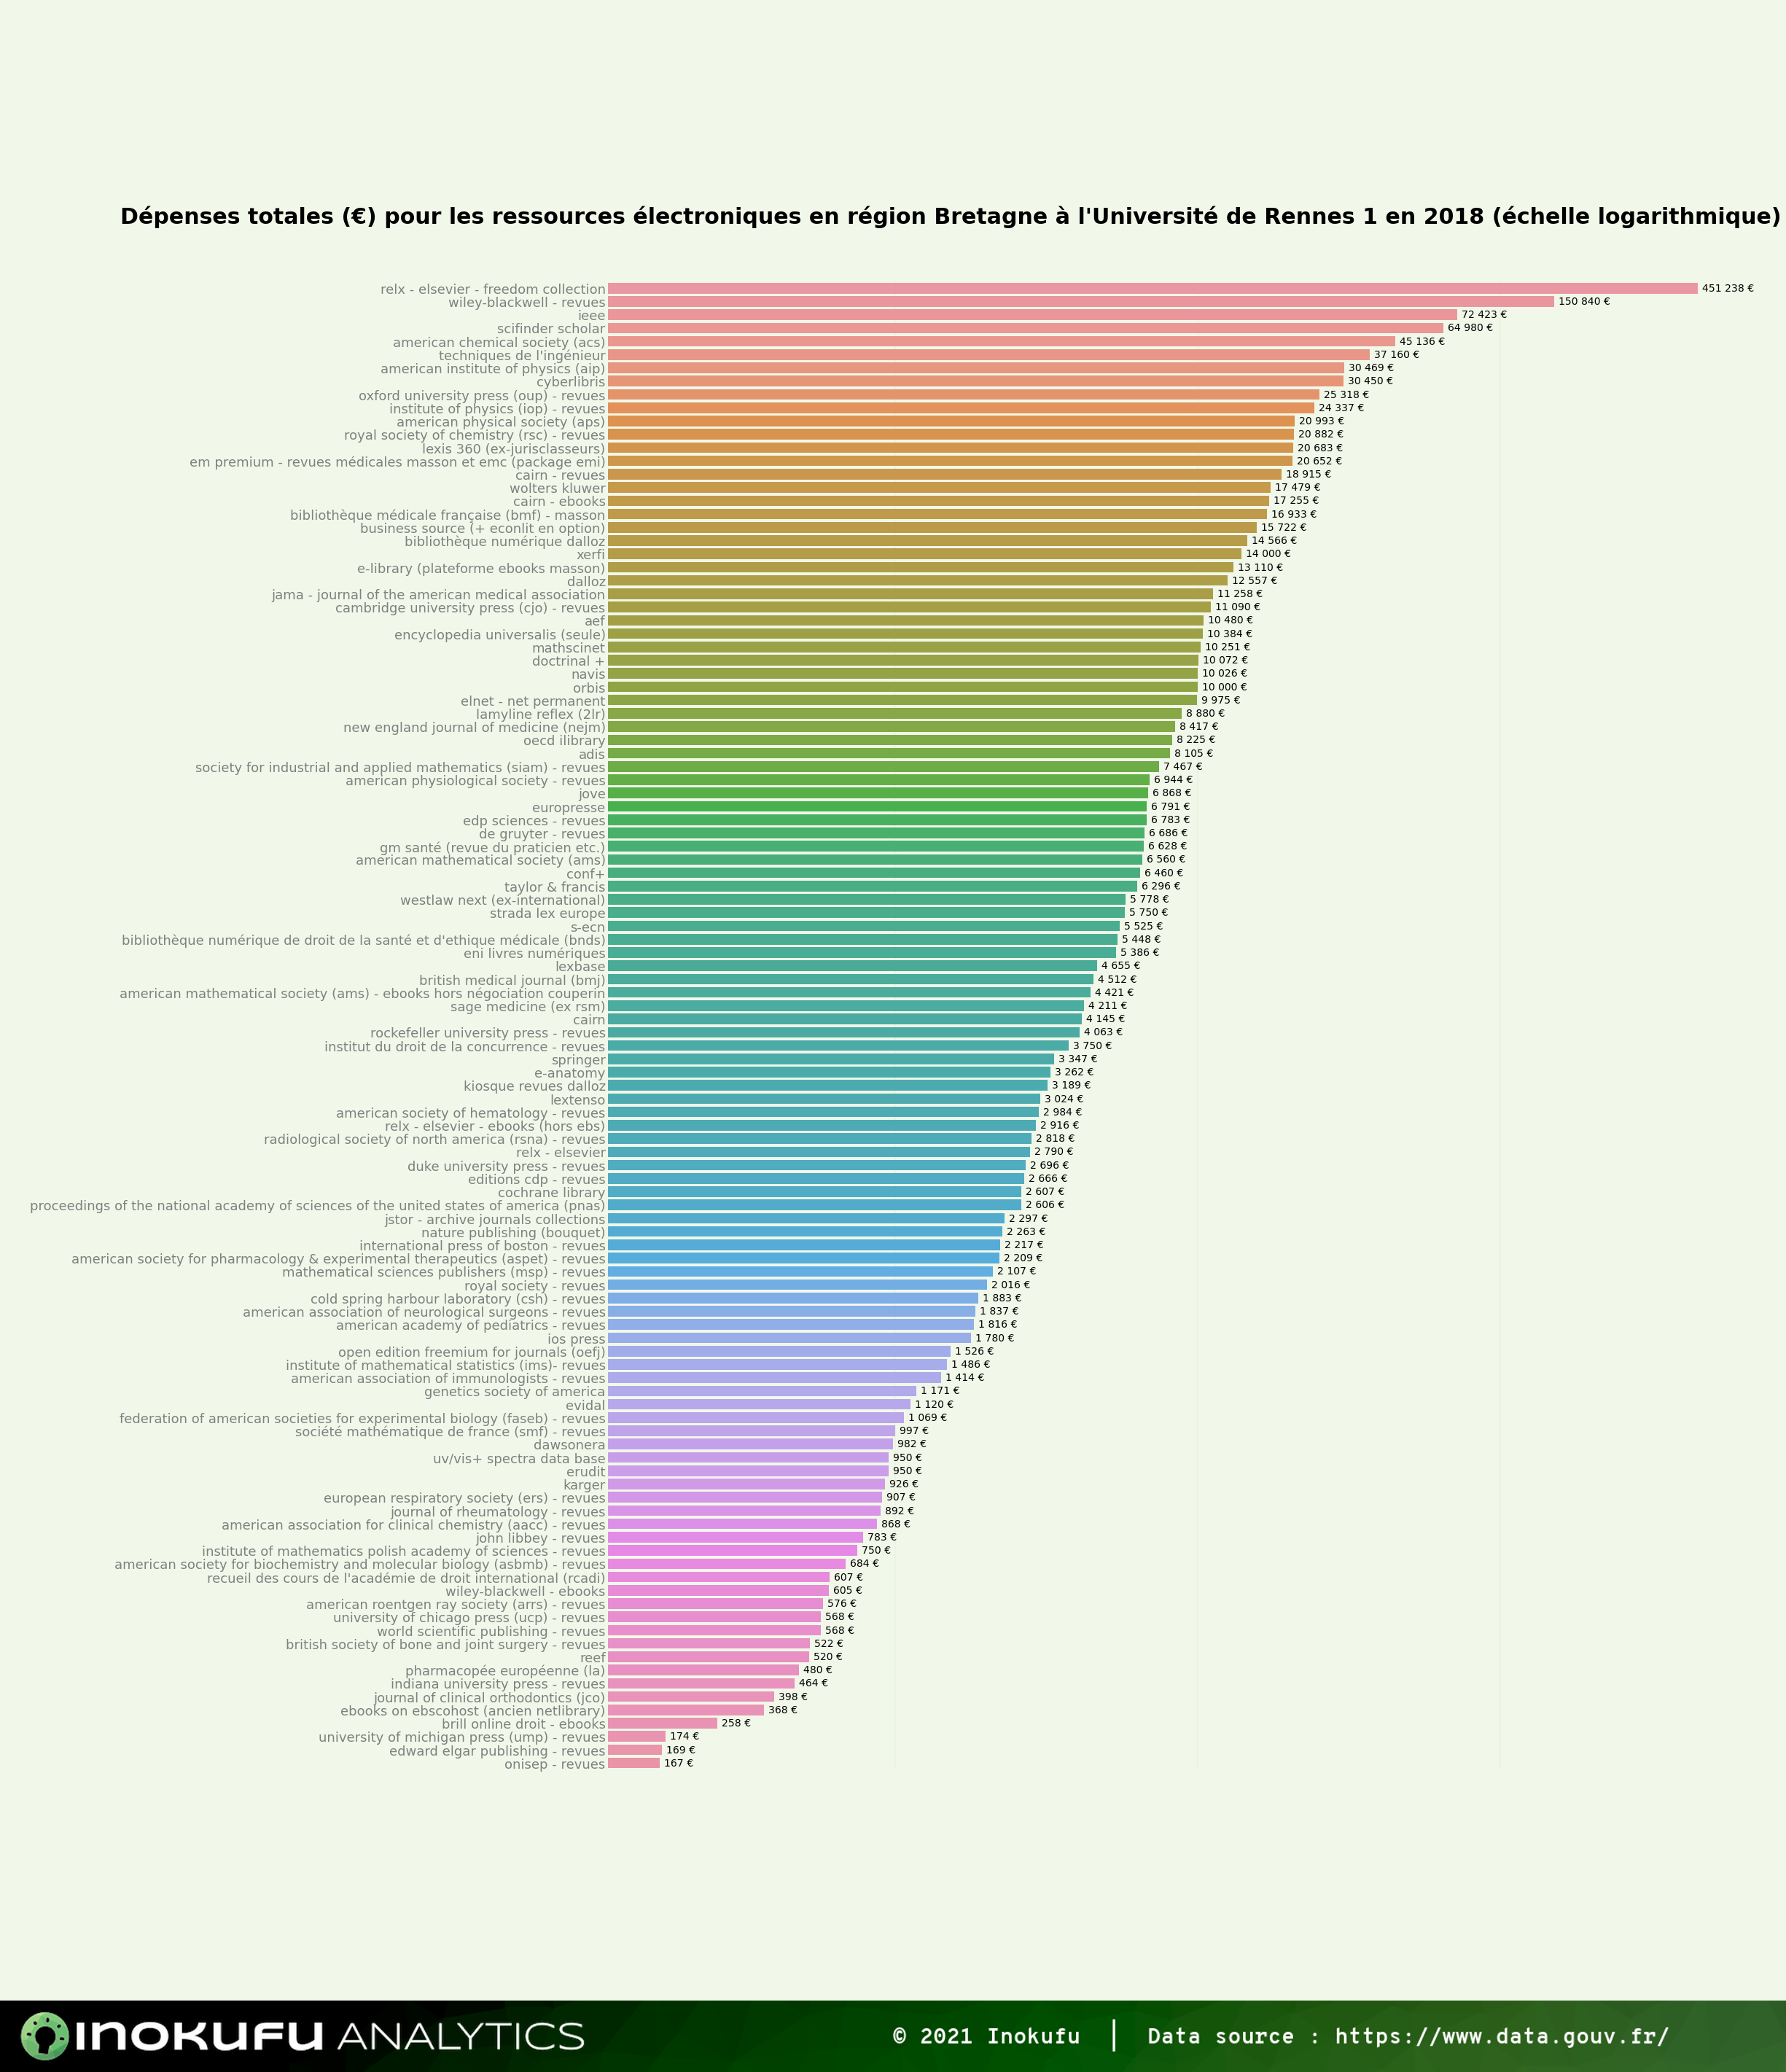 Dépenses totales (€) pour les ressources électroniques en région Bretagne à l'Université de Rennes 1 en 2018 (échelle logarithmique)
relx - elsevier - freedom collection 451 238 €
wiley-blackwell - revues 150 840 €
ieee 72 423 €
scifinder scholar 64 980 €
american chemical society (acs) 45 136 €
techniques de l'ingénieur 37 160 €
american institute of physics (aip) 30 469 €
cyberlibris 30 450 €
oxford university press (oup) - revues 25 318 €
institute of physics (iop) - revues 24 337 €
american physical society (aps) 20 993 €
royal society of chemistry (rsc) - revues 20 882 €
lexis 360 (ex-jurisclasseurs) 20 683 €
em premium - revues médicales masson et emc (package emi) 20 652 €
cairn - revues 18 915 €
wolters kluwer 17 479 €
cairn - ebooks 17 255 €
bibliothèque médicale française (bmf) - masson 16 933 €
business source (+ econlit en option) 15 722 €
bibliothèque numérique dalloz 14 566 €
xerfi 14 000 €
e-library (plateforme ebooks masson) 13 110 €
dalloz 12 557 €
jama - journal of the american medical association 11 258 €
cambridge university press (cjo) - revues 11 090 €
aef 10 480 €
encyclopedia universalis (seule) 10 384 €
mathscinet 10 251 €
doctrinal + 10 072 €
navis 10 026 €
orbis 10 000 €
elnet - net permanent 9 975 €
lamyline reflex (2lr) 8 880 €
new england journal of medicine (nejm) 8 417 €
oecd ilibrary 8 225 €
adis 8 105 €
society for industrial and applied mathematics (siam) - revues 7 467 €
american physiological society - revues 6 944 €
jove 6 868 €
europresse 6 791 €
edp sciences - revues 6 783 €
de gruyter - revues 6 686 €
gm santé (revue du praticien etc.) 6 628 €
american mathematical society (ams) 6 560 €
conf+ 6 460 €
taylor & francis 6 296 €
westlaw next (ex-international) 5 778 €
strada lex europe 5 750 €
s-ecn 5 525 €
bibliothèque numérique de droit de la santé et d'ethique médicale (bnds) 5 448 €
eni livres numériques 5 386 €
lexbase 4 655 €
british medical journal (bmj) 4 512 €
american mathematical society (ams) - ebooks hors négociation couperin 4 421 €
sage medicine (ex rsm) 4 211 €
cairn 4 145 €
rockefeller university press - revues 4 063 €
institut du droit de la concurrence - revues 3 750 €
springer 3 347 €
e-anatomy 3 262 €
kiosque revues dalloz 3 189 €
lextenso 3 024 €
american society of hematology - revues 2 984 €
relx - elsevier - ebooks (hors ebs) 2 916 €
radiological society of north america (rsna) - revues 2 818 €
relx - elsevier 2 790 €
duke university press - revues 2 696 €
editions cdp - revues 2 666 €
cochrane library 2 607 €
proceedings of the national academy of sciences of the united states of america (pnas) 2 606 €
jstor - archive journals collections 2 297 €
nature publishing (bouquet) 2 263 €
international press of boston - revues 2 217 €
american society for pharmacology & experimental therapeutics (aspet) - revues 2 209 €
mathematical sciences publishers (msp) - revues 2 107 €
royal society - revues 2 016 €
cold spring harbour laboratory (csh) - revues 1 883 €
american association of neurological surgeons - revues 1 837 €
american academy of pediatrics - revues 1 816 €
ios press 1 780 €
open edition freemium for journals (oefj) 1 526 €
institute of mathematical statistics (ims)- revues 1 486 €
american association of immunologists - revues 1 414 €
genetics society of america 1 171 €
evidal 1 120 €
federation of american societies for experimental biology (faseb) - revues 1 069 €
société mathématique de france (smf) - revues 997 €
dawsonera 982 €
uv/vis+ spectra data base 950 €
erudit 950 €
karger 926 €
european respiratory society (ers) - revues 907 €
journal of rheumatology - revues 892 €
american association for clinical chemistry (aacc) - revues 868 €
john libbey - revues 783 €
institute of mathematics polish academy of sciences - revues 750 €
american society for biochemistry and molecular biology (asbmb) - revues 684 €
recueil des cours de l'académie de droit international (rcadi) 607 €
wiley-blackwell - ebooks 605 €
american roentgen ray society (arrs) - revues 576 €
university of chicago press (ucp) - revues 568 €
world scientific publishing - revues 568 €
british society of bone and joint surgery - revues 522 €
reef 520 €
pharmacopée européenne (la) 480 €
indiana university press - revues 464 €
journal of clinical orthodontics (jco) 398 €
ebooks on ebscohost (ancien netlibrary) 368 €
brill online droit - ebooks 258 €
university of michigan press (ump) - revues 174 €
edward elgar publishing - revues 169 €
onisep - revues 167 €
INOKUFU ANALYTICS © 2021 Inokufu | Data source : https://www.data.gouv.fr/